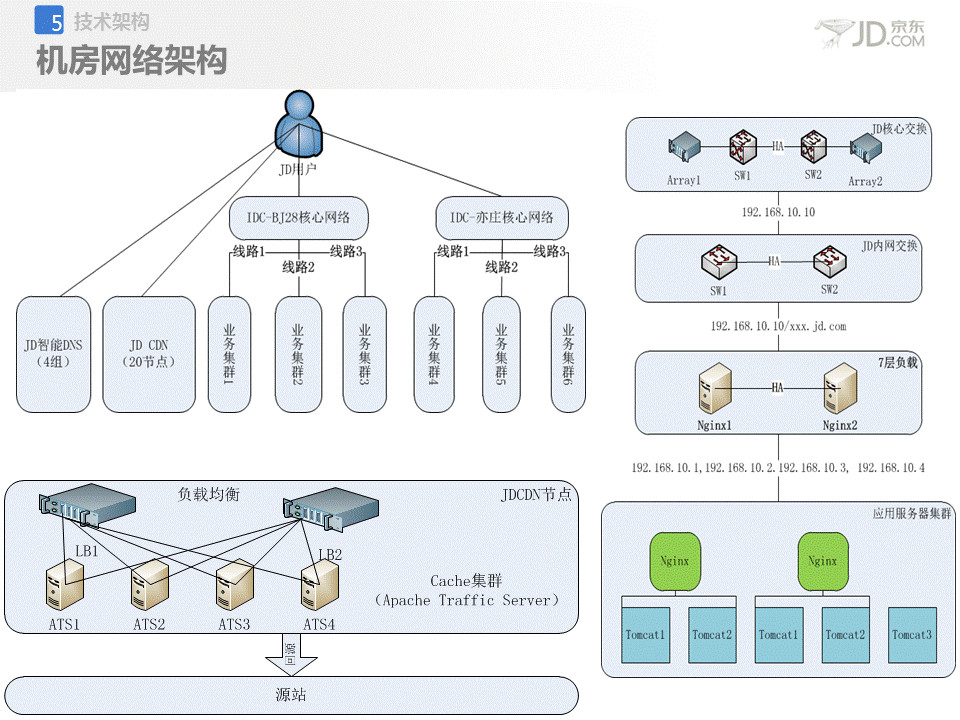 5 技术架构
机房网络架构
JD 京东
.COM
JD用户
IDC-BJ28核心网络
IDC-亦庄核心网络
线路1
线路2
线路3
线路1
线路2
线路3
JD智能DNS
(4组)
JD CDN
(20节点)
业务集群1
业务集群2
业务集群3
业务集群4
业务集群5
业务集群6
负载均衡
JDCDN节点
LB1
LB2
Cache集群
(Apache Traffic Server)
ATS1
ATS2
ATS3
ATS4
回源
源站
JD核心交换
HA
Array1
SW1
SW2
Array2
192.168.10.10
JD内网交换
HA
SW1
SW2
192.168.10.10/xxx.jd.com
7层负载
HA
Nginx1
Nginx2
192.168.10.1,192.168.10.2.192.168.10.3, 192.168.10.4
应用服务器集群
Nginx
Nginx
Tomcat1
Tomcat2
Tomcat1
Tomcat2
Tomcat3